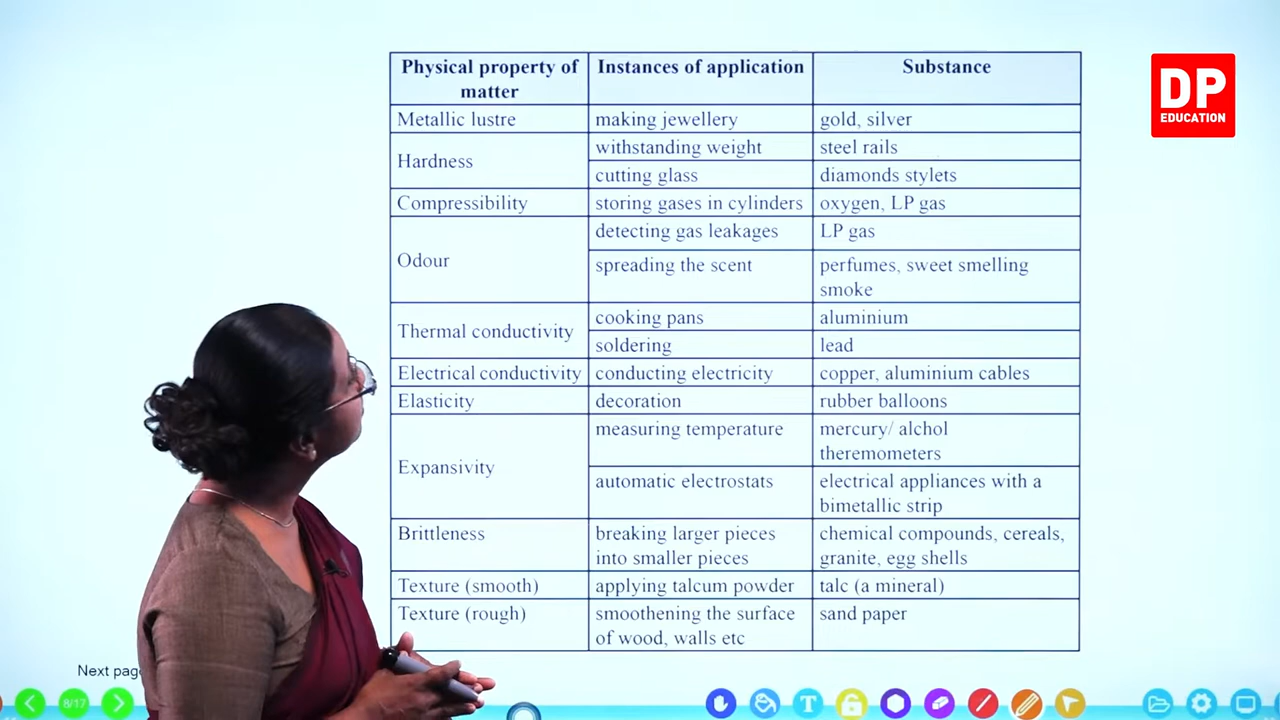 Physical property of matter | Instances of application | Substance
Metallic lustre | making jewellery | gold, silver
Hardness | withstanding weight | steel rails
cutting glass | diamonds stylets
Compressibility | storing gases in cylinders | oxygen, LP gas
Odour | detecting gas leakages | LP gas
spreading the scent | perfumes, sweet smelling smoke
Thermal conductivity | cooking pans | aluminium
soldering | lead
Electrical conductivity | conducting electricity | copper, aluminium cables
Elasticity | decoration | rubber balloons
Expansivity | measuring temperature | mercury/ alchol theremometers
automatic electrostats | electrical appliances with a bimetallic strip
Brittleness | breaking larger pieces into smaller pieces | chemical compounds, cereals, granite, egg shells
Texture (smooth) | applying talcum powder | talc (a mineral)
Texture (rough) | smoothening the surface of wood, walls etc | sand paper
DP
EDUCATION
Next pag
8/17
T